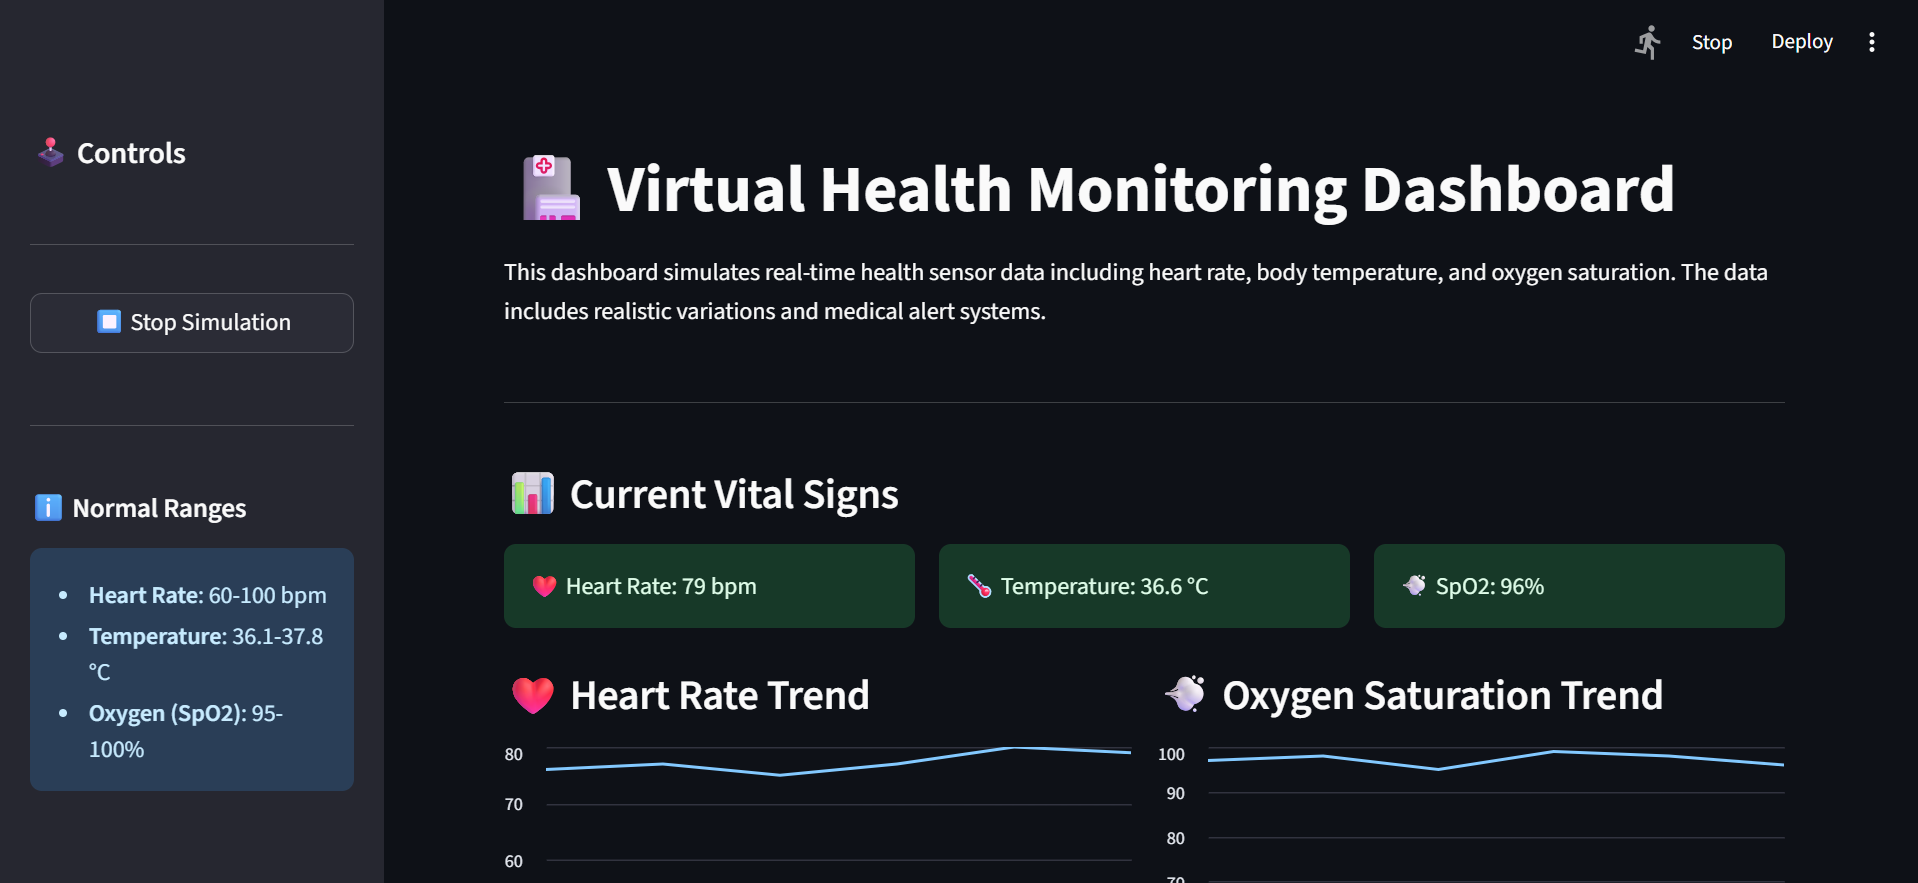 Stop
Deploy
Controls
Stop Simulation
Normal Ranges
Heart Rate: 60-100 bpm
Temperature: 36.1-37.8
°C
Oxygen (SpO2): 95-
100%
Virtual Health Monitoring Dashboard
This dashboard simulates real-time health sensor data including heart rate, body temperature, and oxygen saturation. The data
includes realistic variations and medical alert systems.
Current Vital Signs
Heart Rate: 79 bpm
Temperature: 36.6 °C
SpO2: 96%
Heart Rate Trend
80
70
60
Oxygen Saturation Trend
100
90
80
70